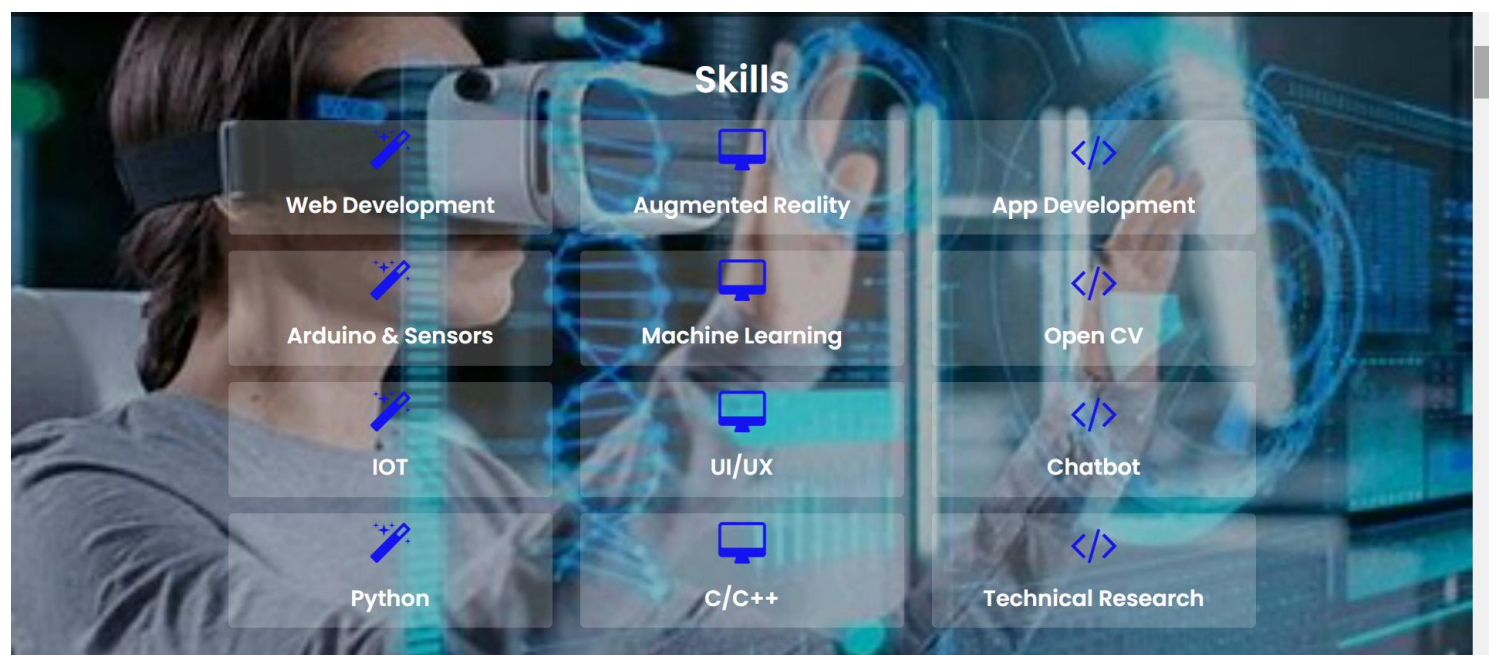 Skills
Web Development
Augmented Reality
App Development
Arduino & Sensors
Machine Learning
Open CV
IOT
UI/UX
Chatbot
Python
C/C++
Technical Research